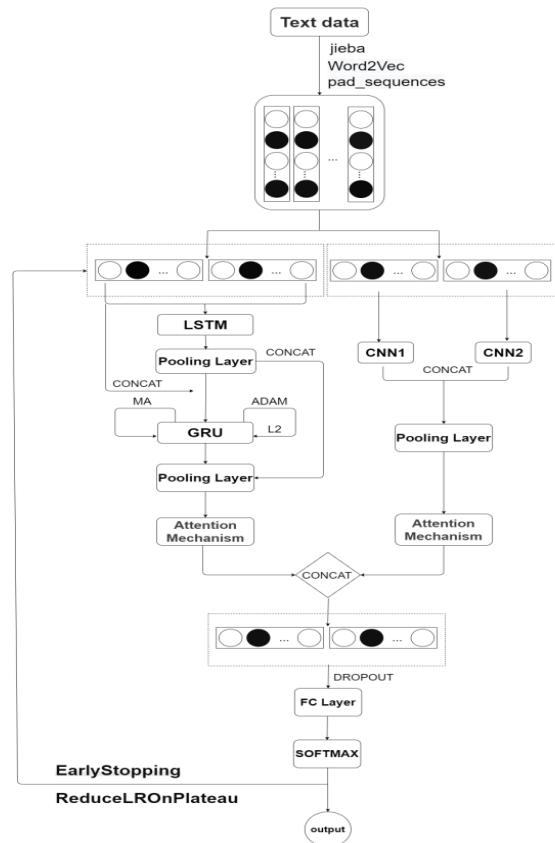 Text data
jieba
Word2Vec
pad_sequences
...
... ... ... ...
LSTM
CNN1
CNN2
Pooling Layer
CONCAT
CONCAT
CONCAT
MA
ADAM
GRU
L2
Pooling Layer
Pooling Layer
Attention
Mechanism
Attention
Mechanism
CONCAT
... ...
DROPOUT
FC Layer
SOFTMAX
EarlyStopping
ReduceLROnPlateau
output